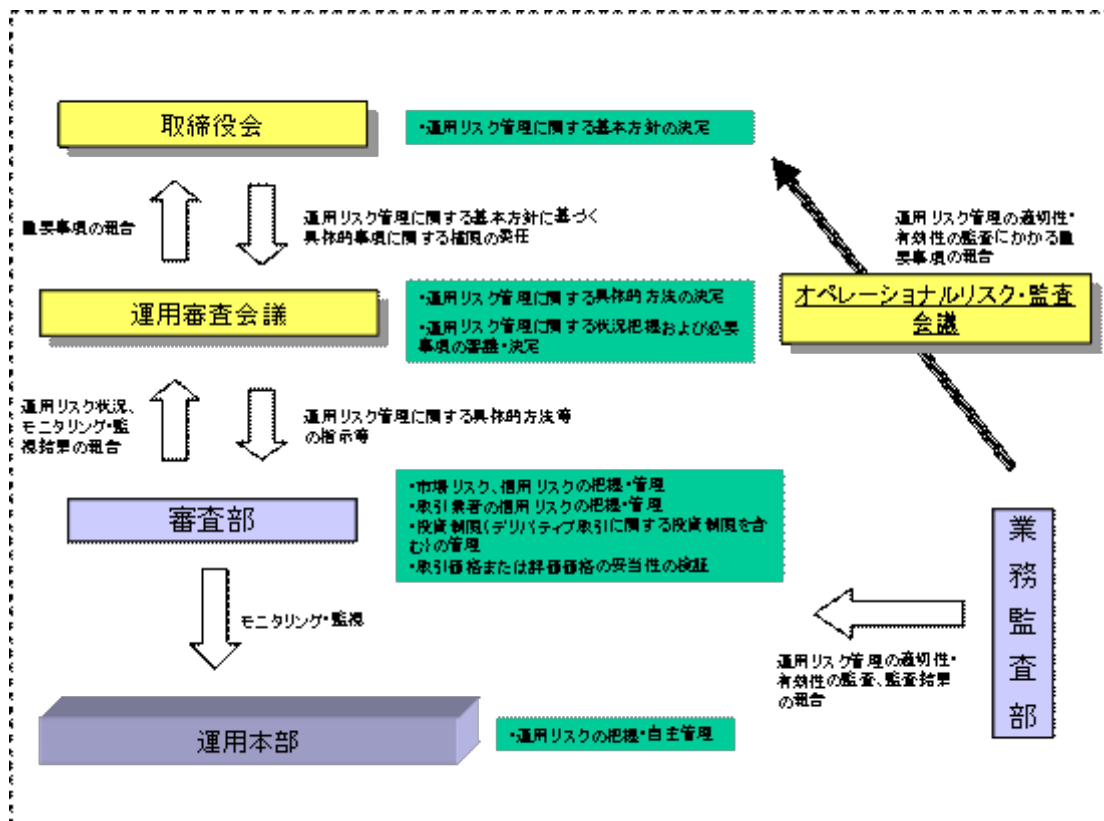 取締役会
・運用リスク管理に関する基本方針の決定
重要事項の報告
運用リスク管理に関する基本方針に基づく
具体的事項に関する権限の委任
運用リスク管理の適切性・
有効性の監査にかかる重
要事項の報告
運用審査会議
・運用リスク管理に関する具体的方法の決定
・運用リスク管理に関する状況把握および必要
事項の審議・決定
オペレーショナルリスク・監査
会議
運用リスク状況、
モニタリング・監
視結果の報告
運用リスク管理に関する具体的方法等
の指示等
審査部
・市場リスク、信用リスクの把握・管理
・取引業者の信用リスクの把握・管理
・投資制限(デリバティブ取引に関する投資制限を含
む)の管理
・取引価格または評価価格の妥当性の検証
業務監査部
モニタリング・監視
運用リスク管理の適切性・
有効性の監査、監査結果
の報告
運用本部
・運用リスクの把握・自主管理